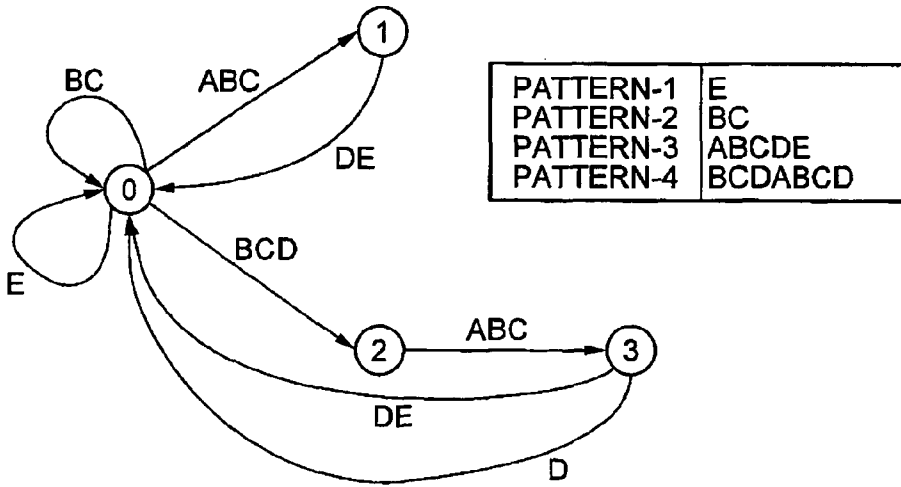 1
BC
ABC
PATTERN-1 E
PATTERN-2 BC
PATTERN-3 ABCDE
PATTERN-4 BCDABCD
DE
0
BCD
E
2
ABC
3
DE
D